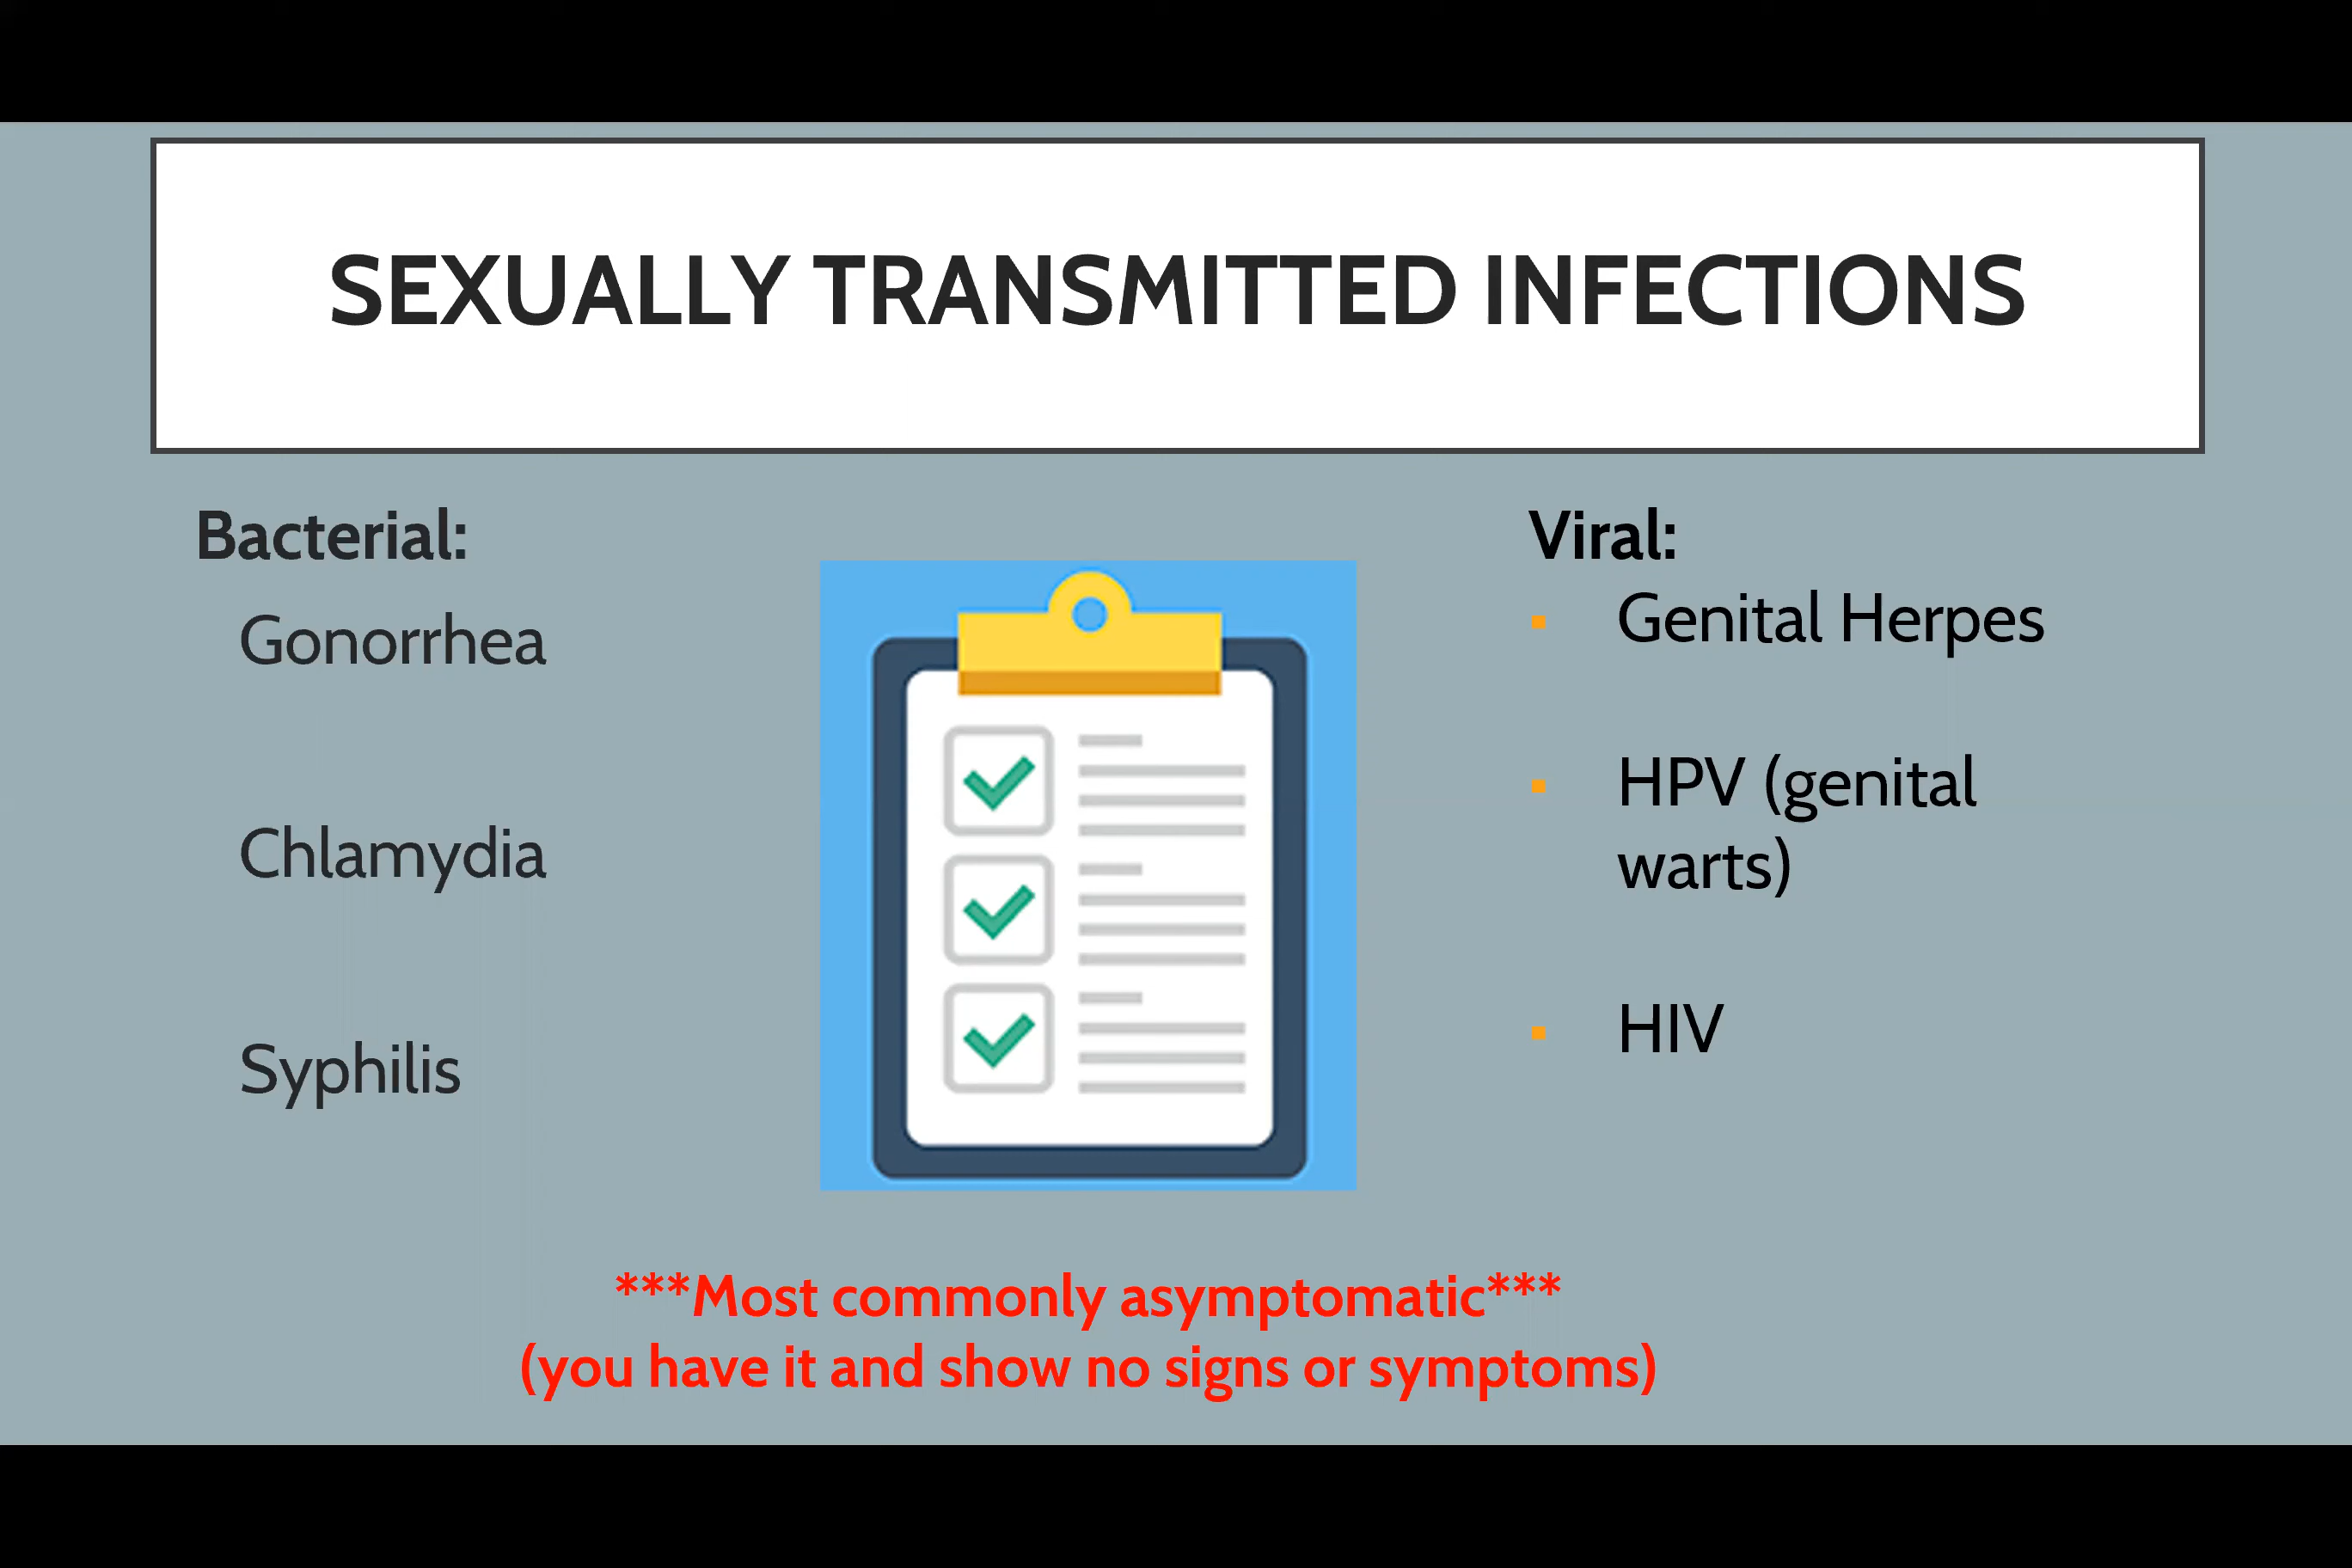 SEXUALLY TRANSMITTED INFECTIONS
Bacterial:
Gonorrhea
Chlamydia
Syphilis
Viral:
Genital Herpes
HPV (genital
warts)
HIV
***Most commonly asymptomatic***
(you have it and show no signs or symptoms)